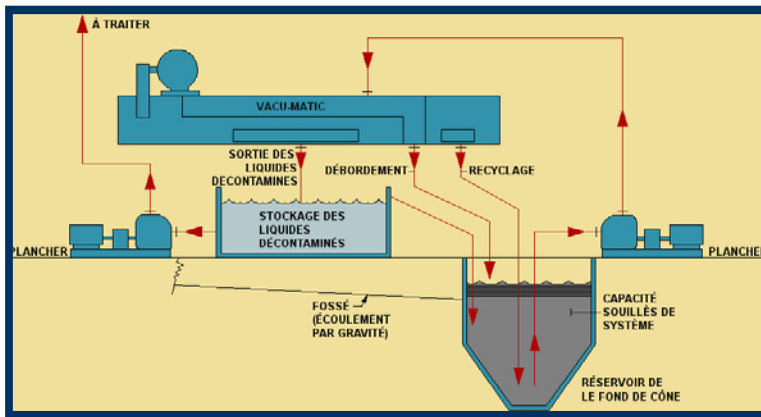 À TRAITER
VACU-MATIC
SORTIE DES
LIQUIDES
DECONTAMINES
DÉBORDEMENT
RECYCLAGE
STOCKAGE DES
LIQUIDES
DÉCONTAMINÉS
PLANCHER
PLANCHER
FOSSÉ
(ÉCOULEMENT
PAR GRAVITÉ)
CAPACITÉ
SOUILLÉS DE
SYSTÈME
RÉSERVOIR DE
LE FOND DE CÔNE